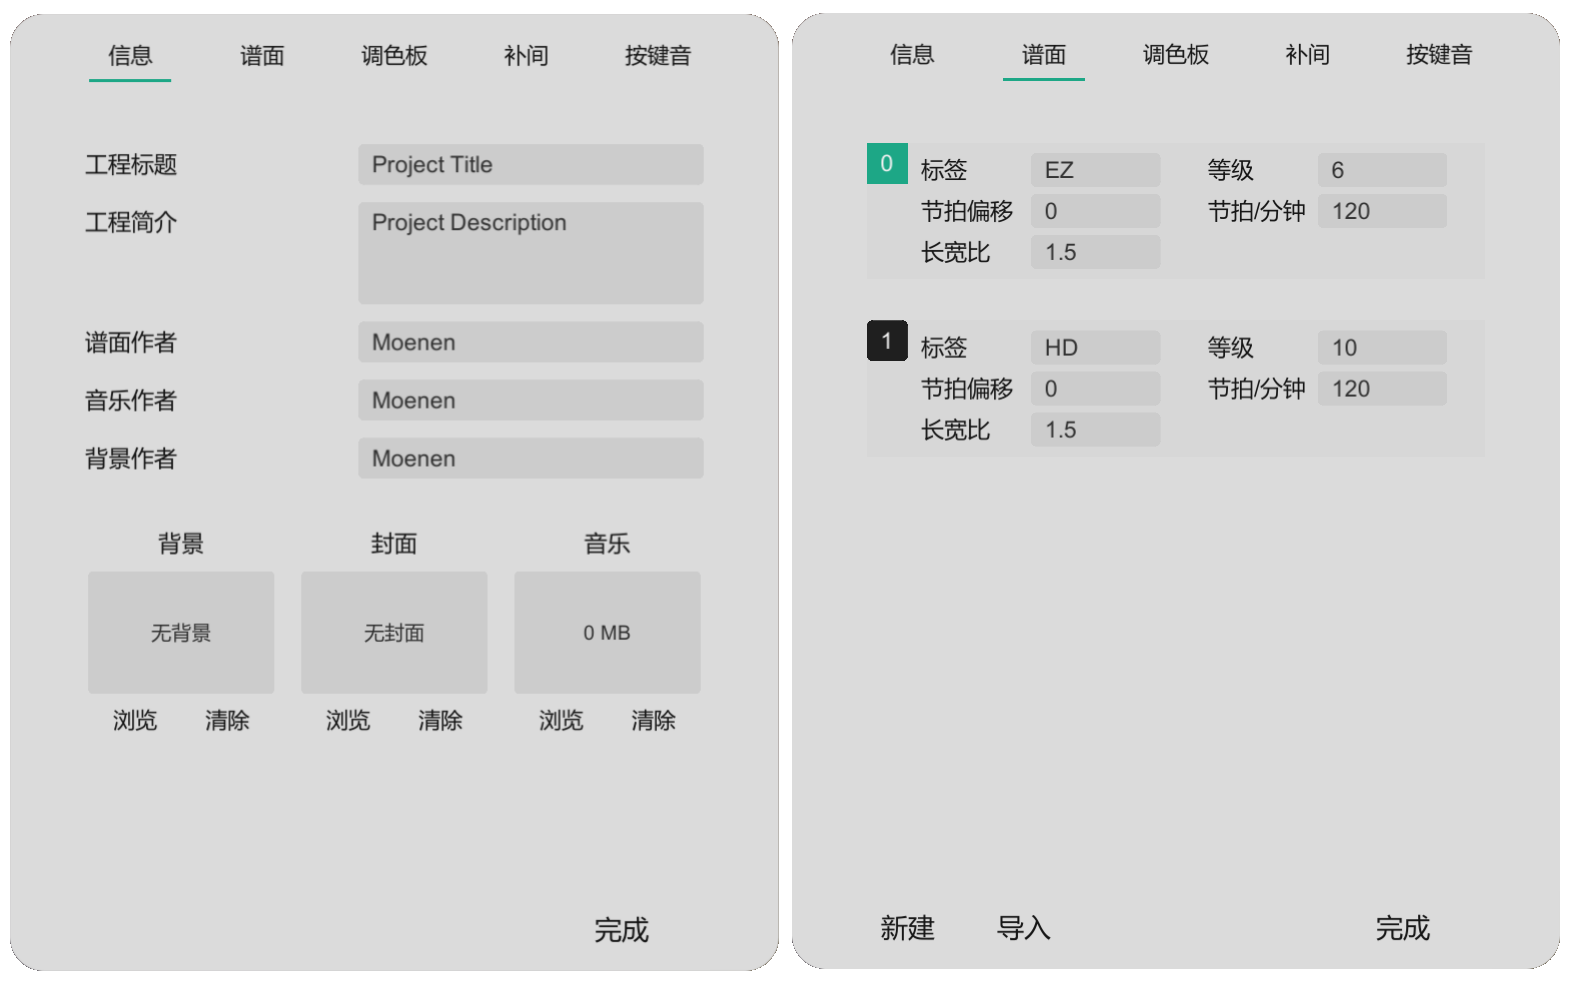 信息 谱面 调色板 补间 按键音
工程标题 Project Title
工程简介 Project Description
谱面作者 Moenen
音乐作者 Moenen
背景作者 Moenen
背景 封面 音乐
无背景 无封面 0 MB
浏览 清除 浏览 清除 浏览 清除
完成
信息 谱面 调色板 补间 按键音
0 标签 EZ 等级 6
节拍偏移 0 节拍/分钟 120
长宽比 1.5
1 标签 HD 等级 10
节拍偏移 0 节拍/分钟 120
长宽比 1.5
新建 导入 完成